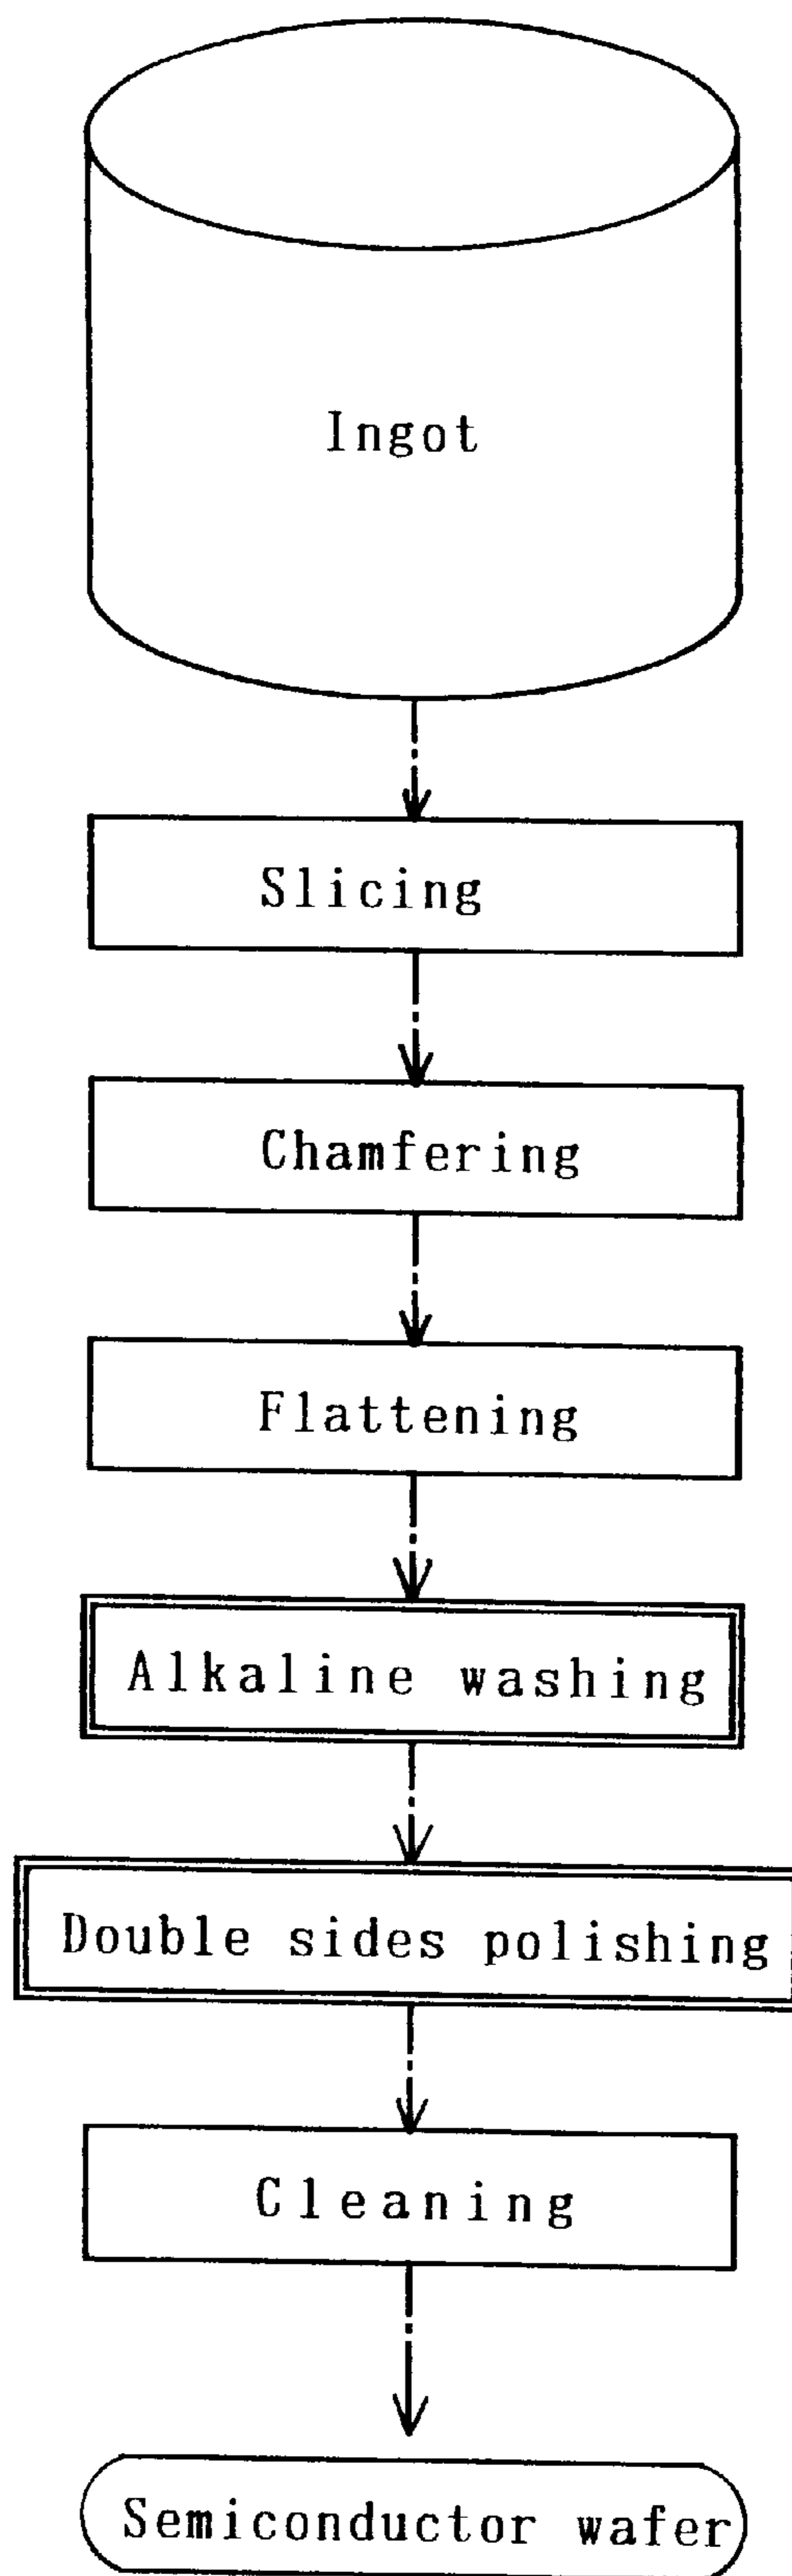 Ingot
Slicing
Chamfering
Flattening
Alkaline washing
Double sides polishing
Cleaning
Semiconductor wafer